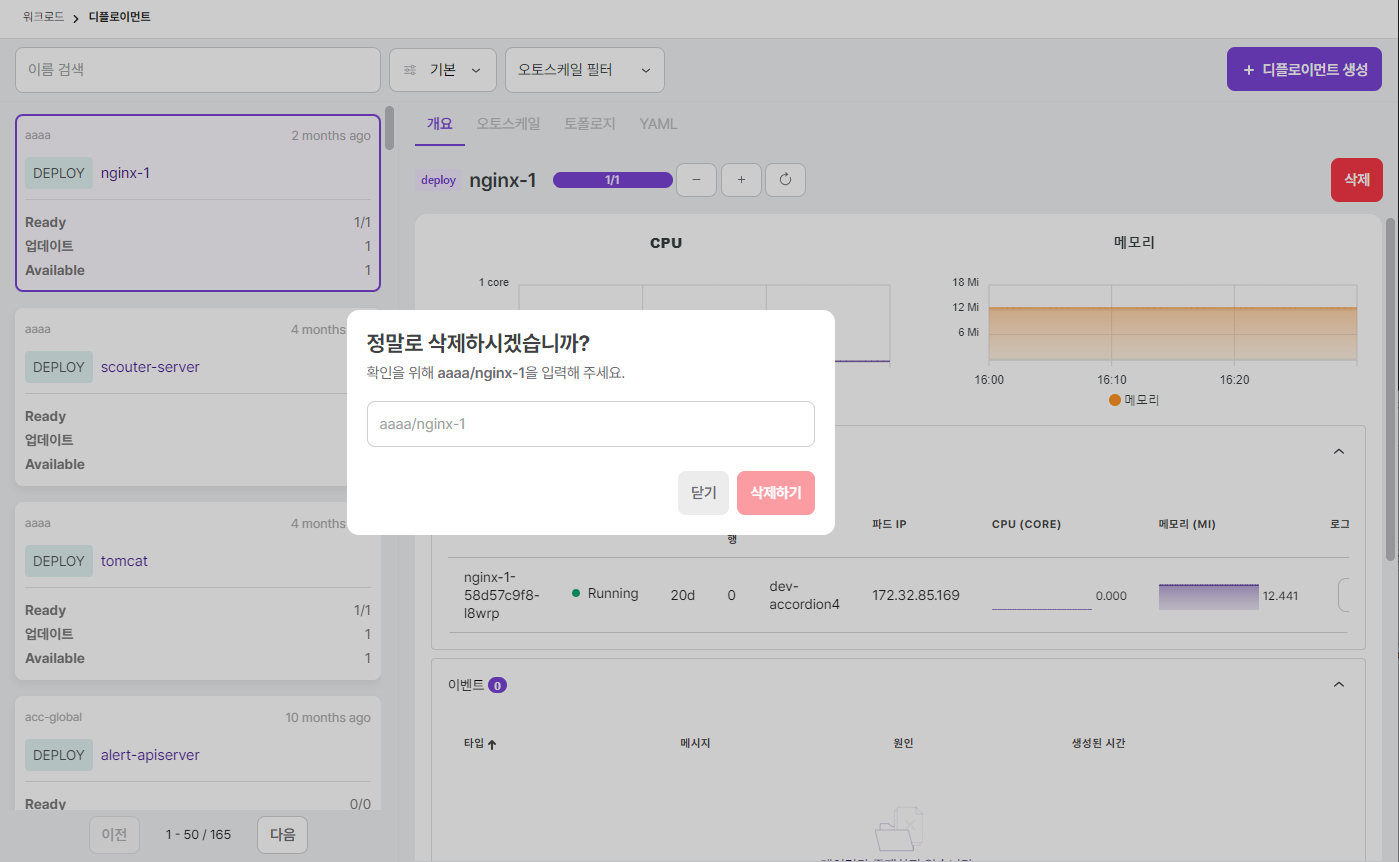 워크로드 > 디플로이먼트
이름 검색
기본
오토스케일 필터
+ 디플로이먼트 생성
aaaa 2 months ago
DEPLOY nginx-1
Ready 1/1
업데이트 1
Available 1
aaaa 4 months
DEPLOY scouter-server
Ready
업데이트
Available
aaaa 4 months
DEPLOY tomcat
Ready 1/1
업데이트 1
Available 1
acc-global 10 months ago
DEPLOY alert-apiserver
Ready 0/0
이전 1 - 50 / 165 다음
개요 오토스케일 토폴로지 YAML
deploy nginx-1 1/1 - +
삭제
CPU
1 core
메모리
18 Mi
12 Mi
6 Mi
16:00 16:10 16:20
메모리
정말로 삭제하시겠습니까?
확인을 위해 aaaa/nginx-1을 입력해 주세요.
aaaa/nginx-1
닫기 삭제하기
행 파드 IP CPU (CORE) 메모리 (MI) 로그
nginx-1-
58d57c9f8-
l8wrp
Running 20d 0
dev-
accordion4
172.32.85.169 0.000 12.441
이벤트 0
타입 메시지 원인 생성된 시간